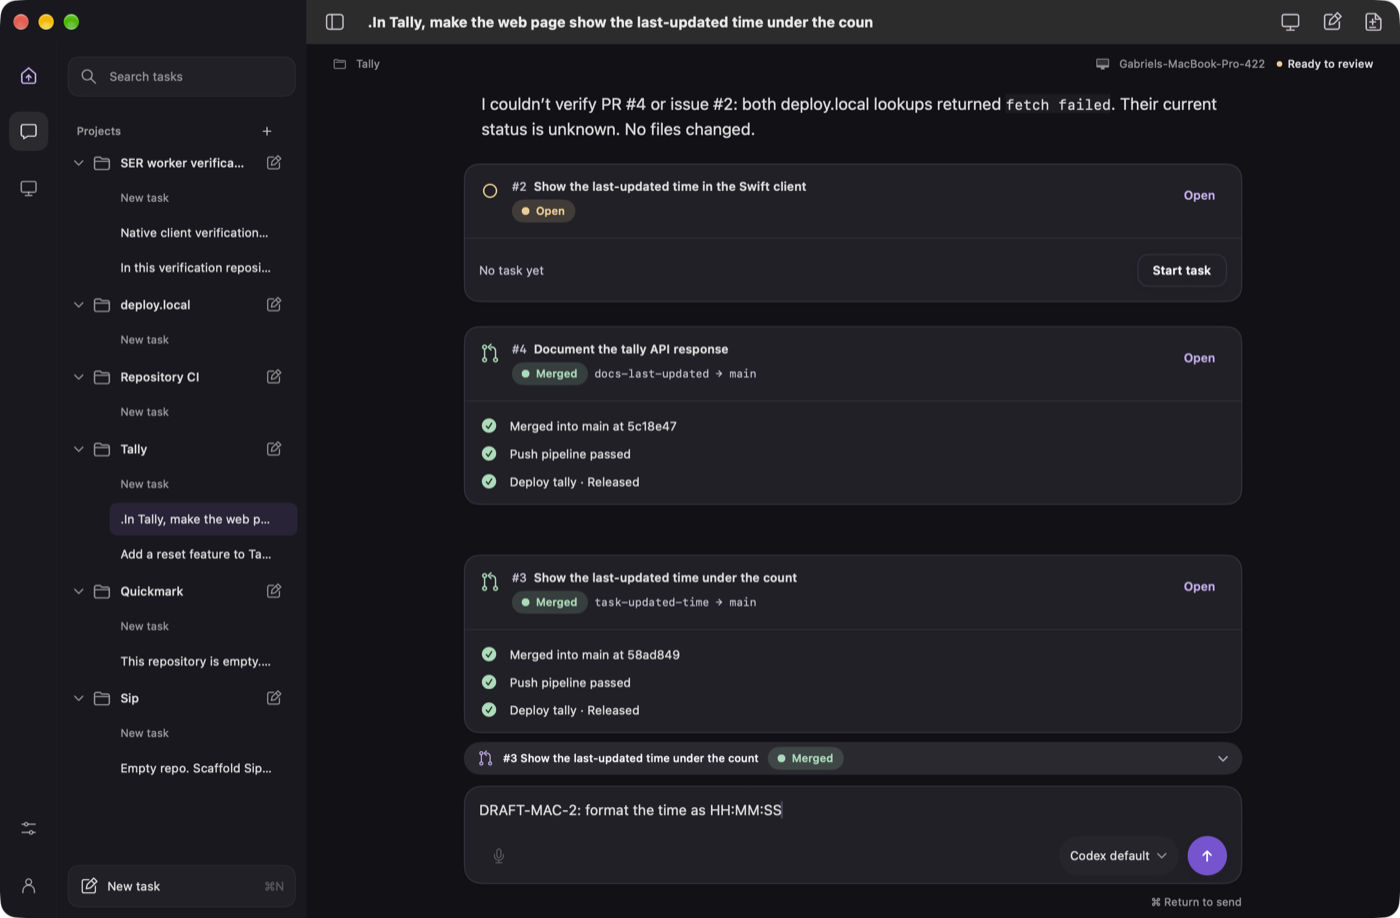 .In Tally, make the web page show the last-updated time under the coun
Search tasks
Projects
SER worker verifica...
New task
Native client verification...
In this verification reposi...
deploy.local
New task
Repository CI
New task
Tally
New task
.In Tally, make the web p...
Add a reset feature to Ta...
Quickmark
New task
This repository is empty....
Sip
New task
Empty repo. Scaffold Sip...
New task
⌘N
Tally
Gabriels-MacBook-Pro-422
Ready to review
I couldn’t verify PR #4 or issue #2: both deploy.local lookups returned fetch failed. Their current
status is unknown. No files changed.
#2 Show the last-updated time in the Swift client
Open
Open
No task yet
Start task
#4 Document the tally API response
Open
Merged docs-last-updated → main
Merged into main at 5c18e47
Push pipeline passed
Deploy tally · Released
#3 Show the last-updated time under the count
Open
Merged task-updated-time → main
Merged into main at 58ad849
Push pipeline passed
Deploy tally · Released
#3 Show the last-updated time under the count Merged
DRAFT-MAC-2: format the time as HH:MM:SS
Codex default
⌘ Return to send